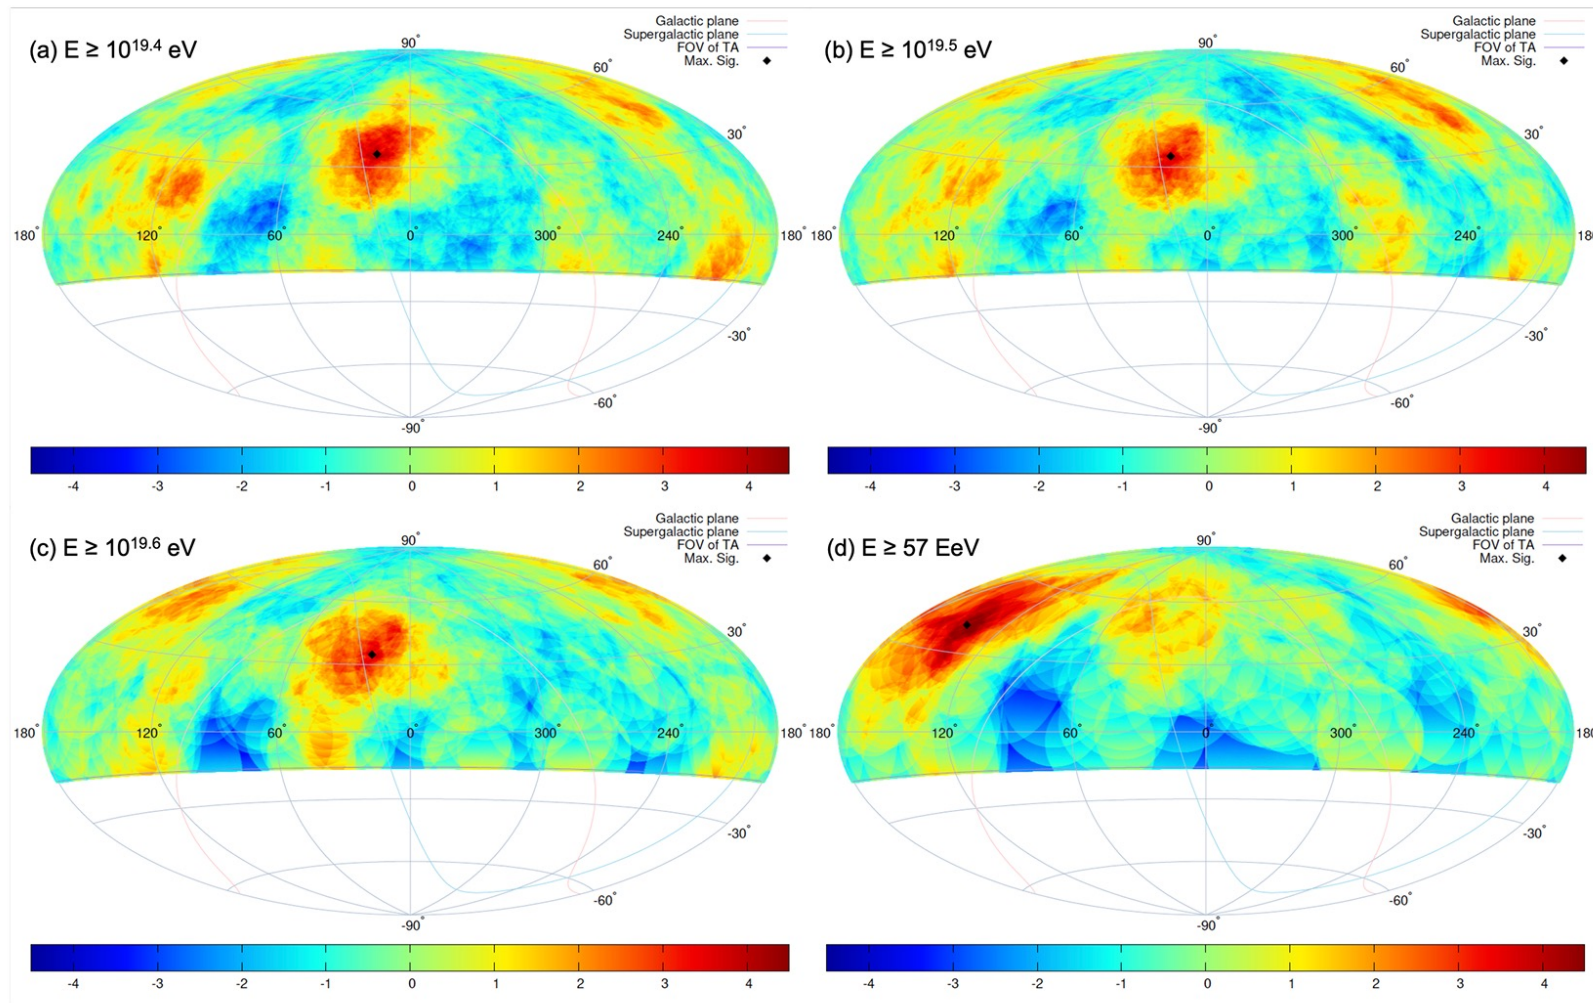 (a) E ≥ 10^19.4 eV
Galactic plane
Supergalactic plane
FOV of TA
Max. Sig.
90°
60°
30°
180° 120° 60° 0° 300° 240° 180°
-30°
-60°
-90°
-4 -3 -2 -1 0 1 2 3 4
(b) E ≥ 10^19.5 eV
Galactic plane
Supergalactic plane
FOV of TA
Max. Sig.
90°
60°
30°
180° 120° 60° 0° 300° 240° 18
-30°
-60°
-90°
-4 -3 -2 -1 0 1 2 3 4
(c) E ≥ 10^19.6 eV
Galactic plane
Supergalactic plane
FOV of TA
Max. Sig.
90°
60°
30°
180° 120° 60° 0° 300° 240° 180°
-30°
-60°
-90°
-4 -3 -2 -1 0 1 2 3 4
(d) E ≥ 57 EeV
Galactic plane
Supergalactic plane
FOV of TA
Max. Sig.
90°
60°
30°
120° 60° 0° 300° 240° 180
-30°
-60°
-90°
-4 -3 -2 -1 0 1 2 3 4